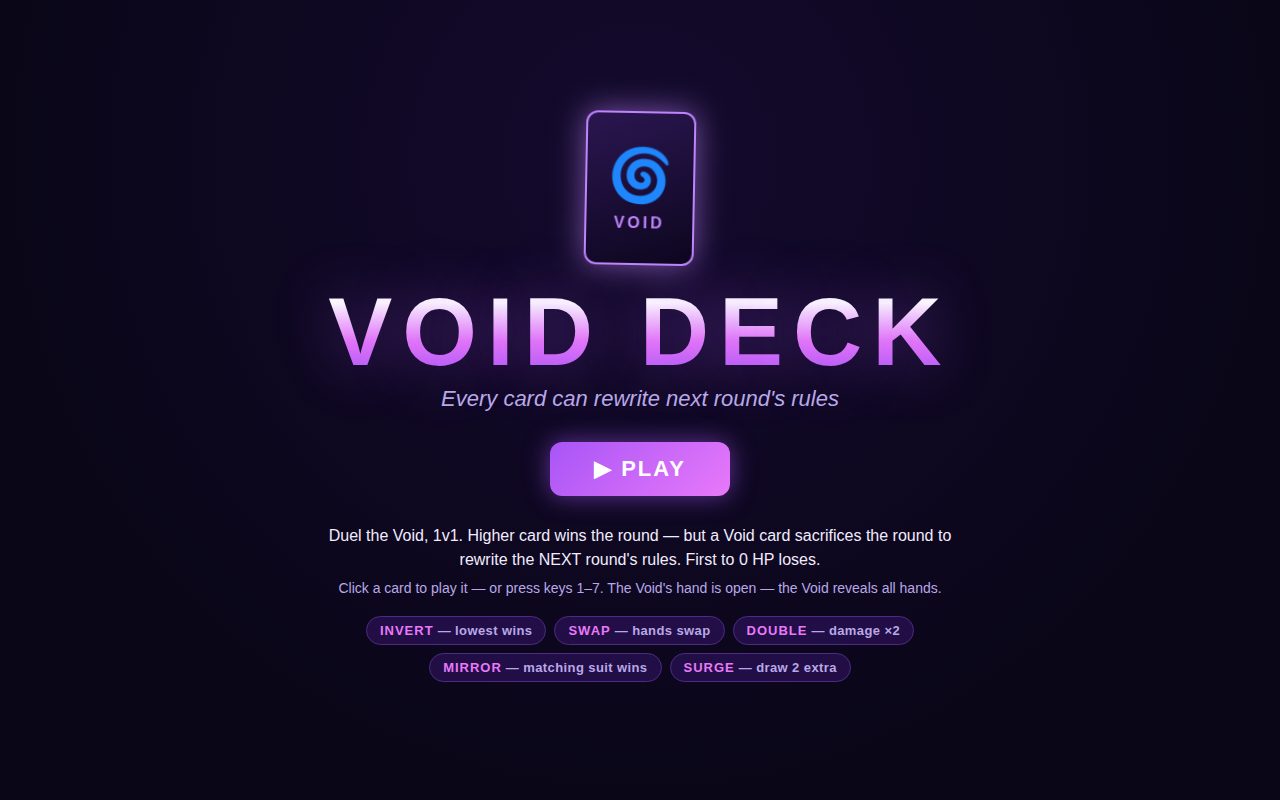 VOID
VOID DECK
Every card can rewrite next round's rules
▶ PLAY
Duel the Void, 1v1. Higher card wins the round — but a Void card sacrifices the round to
rewrite the NEXT round's rules. First to 0 HP loses.
Click a card to play it — or press keys 1–7. The Void's hand is open — the Void reveals all hands.
INVERT — lowest wins SWAP — hands swap DOUBLE — damage ×2
MIRROR — matching suit wins SURGE — draw 2 extra